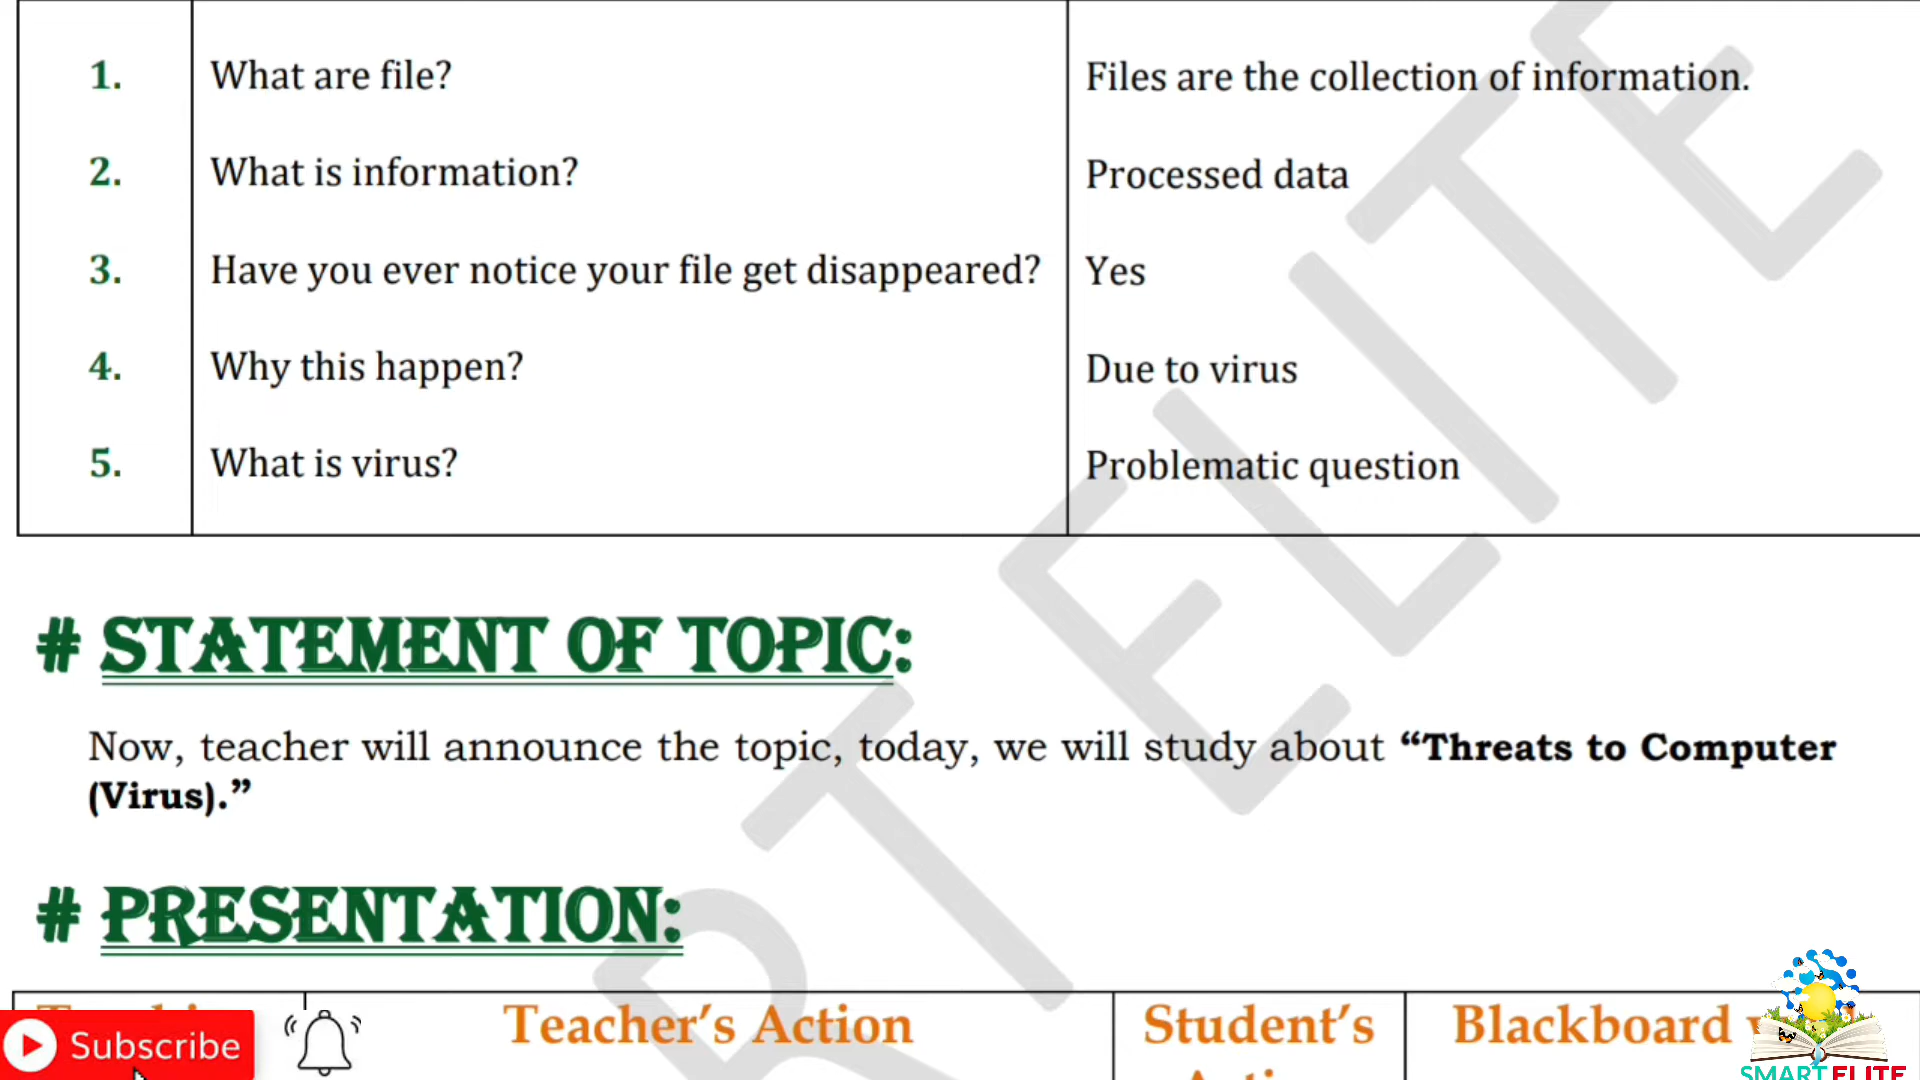 1. What are file? Files are the collection of information.
2. What is information? Processed data
3. Have you ever notice your file get disappeared? Yes
4. Why this happen? Due to virus
5. What is virus? Problematic question
# STATEMENT OF TOPIC:
Now, teacher will announce the topic, today, we will study about “Threats to Computer
(Virus).”
# PRESENTATION:
Teacher’s Action Student’s Blackboard
Subscribe
SMART ELITE
RT ELITE